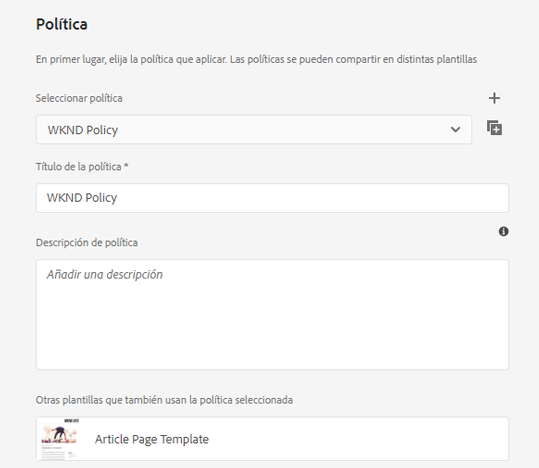 Política
En primer lugar, elija la política que aplicar. Las políticas se pueden compartir en distintas plantillas
Seleccionar política
WKND Policy
Título de la política *
WKND Policy
Descripción de política
Añadir una descripción
Otras plantillas que también usan la política seleccionada
Article Page Template